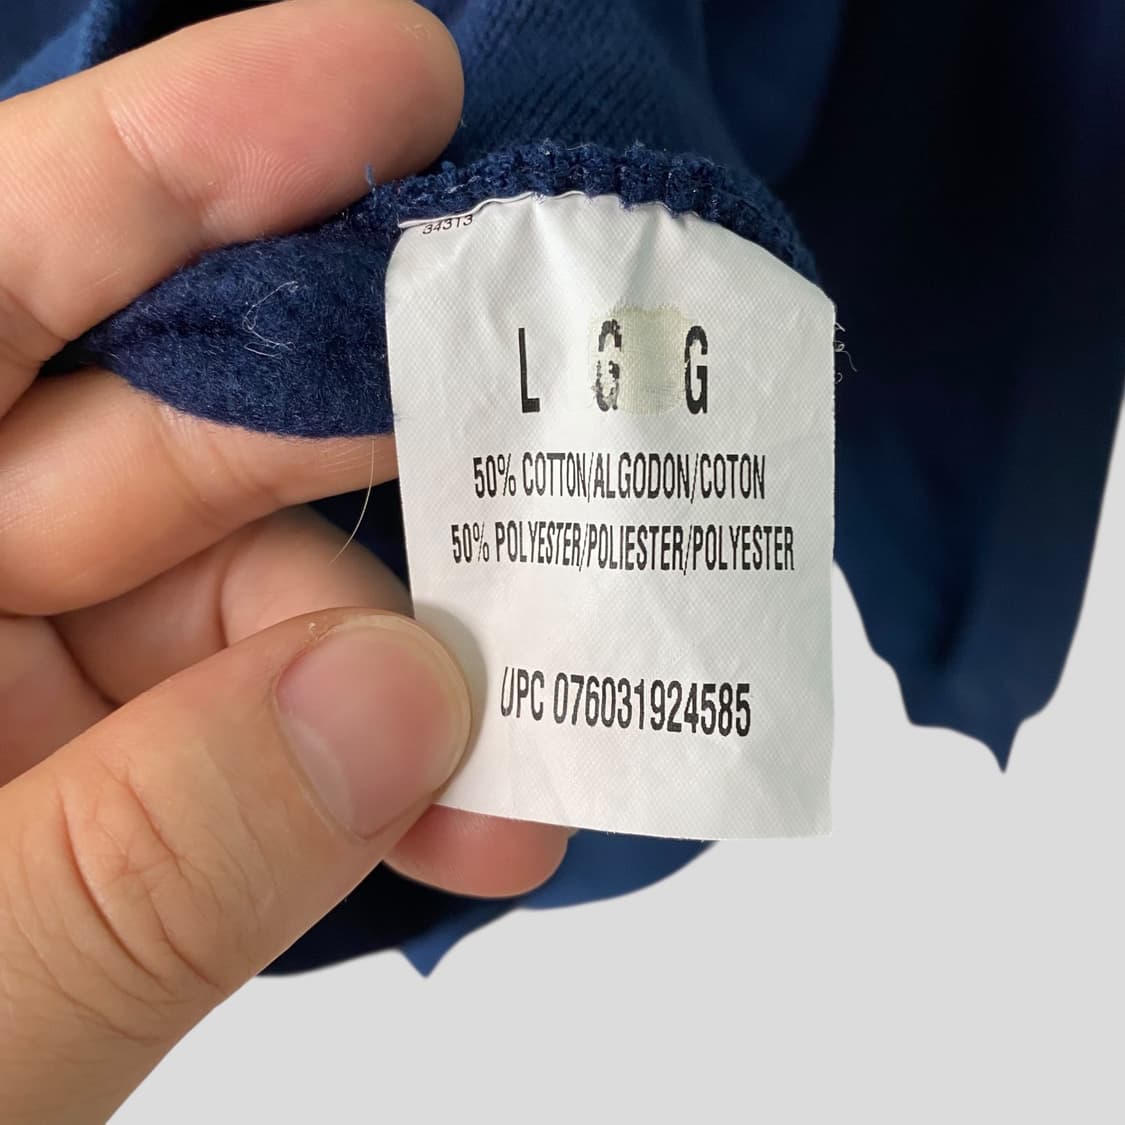 34313
L G G
50% COTTON/ALGODON/COTON
50% POLYESTER/POLIESTER/POLYESTER
UPC 076031924585